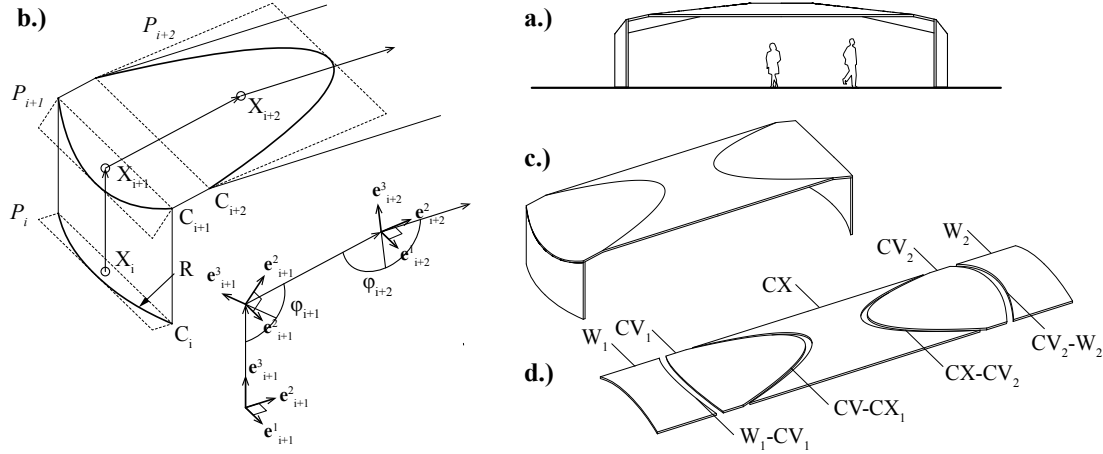 b.)
P_{i+2}
P_{i+1}
X_{i+2}
X_{i+1}
C_{i+2}
C_{i+1}
P_i
X_i
R
C_i
e^3_{i+2}
e^2_{i+2}
e^1_{i+2}
φ_{i+2}
e^3_{i+1}
e^2_{i+1}
φ_{i+1}
e^2_{i+1}
e^3_{i+1}
e^2_{i+1}
e^1_{i+1}
a.)
c.)
d.)
W_2
CV_2
CX
CV_1
W_1
CV_2-W_2
CX-CV_2
CV-CX_1
W_1-CV_1